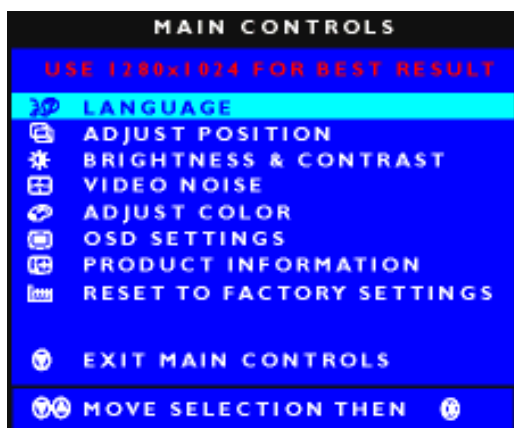 MAIN CONTROLS
USE 1280x1024 FOR BEST RESULT
LANGUAGE
ADJUST POSITION
BRIGHTNESS & CONTRAST
VIDEO NOISE
ADJUST COLOR
OSD SETTINGS
PRODUCT INFORMATION
RESET TO FACTORY SETTINGS
EXIT MAIN CONTROLS
MOVE SELECTION THEN